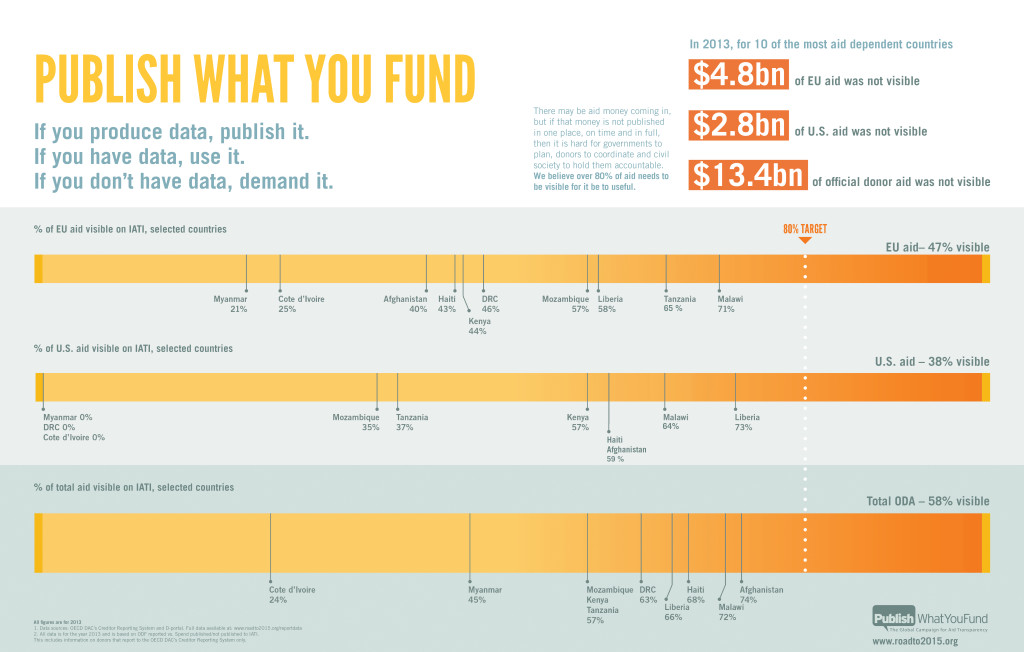 PUBLISH WHAT YOU FUND
If you produce data, publish it.
If you have data, use it.
If you don't have data, demand it.
There may be aid money coming in,
but if that money is not published
in one place, on time and in full,
then it is hard for governments to
plan, donors to coordinate and civil
society to hold them accountable.
We believe over 80% of aid needs to
be visible for it be to useful.
In 2013, for 10 of the most aid dependent countries
$4.8bn of EU aid was not visible
$2.8bn of U.S. aid was not visible
$13.4bn of official donor aid was not visible
% of EU aid visible on IATI, selected countries
80% TARGET
EU aid– 47% visible
Myanmar
21%
Cote d'Ivoire
25%
Afghanistan
40%
Haiti
43%
Kenya
44%
DRC
46%
Mozambique
57%
Liberia
58%
Tanzania
65 %
Malawi
71%
% of U.S. aid visible on IATI, selected countries
U.S. aid – 38% visible
Myanmar 0%
DRC 0%
Cote d'Ivoire 0%
Mozambique
35%
Tanzania
37%
Kenya
57%
Haiti
Afghanistan
59 %
Malawi
64%
Liberia
73%
% of total aid visible on IATI, selected countries
Total ODA – 58% visible
Cote d'Ivoire
24%
Myanmar
45%
Mozambique
Kenya
Tanzania
57%
DRC
63%
Liberia
66%
Haiti
68%
Malawi
72%
Afghanistan
74%
All figures are for 2013
1. Data sources: OECD DAC's Creditor Reporting System and D-portal. Full data available at: www.roadto2015.org/reportdata
2. All data is for the year 2013 and is based on ODF reported vs. Spend published/not published to IATI.
This includes information on donors that report to the OECD DAC's Creditor Reporting System only.
Publish WhatYouFund
The Global Campaign for Aid Transparency
www.roadto2015.org